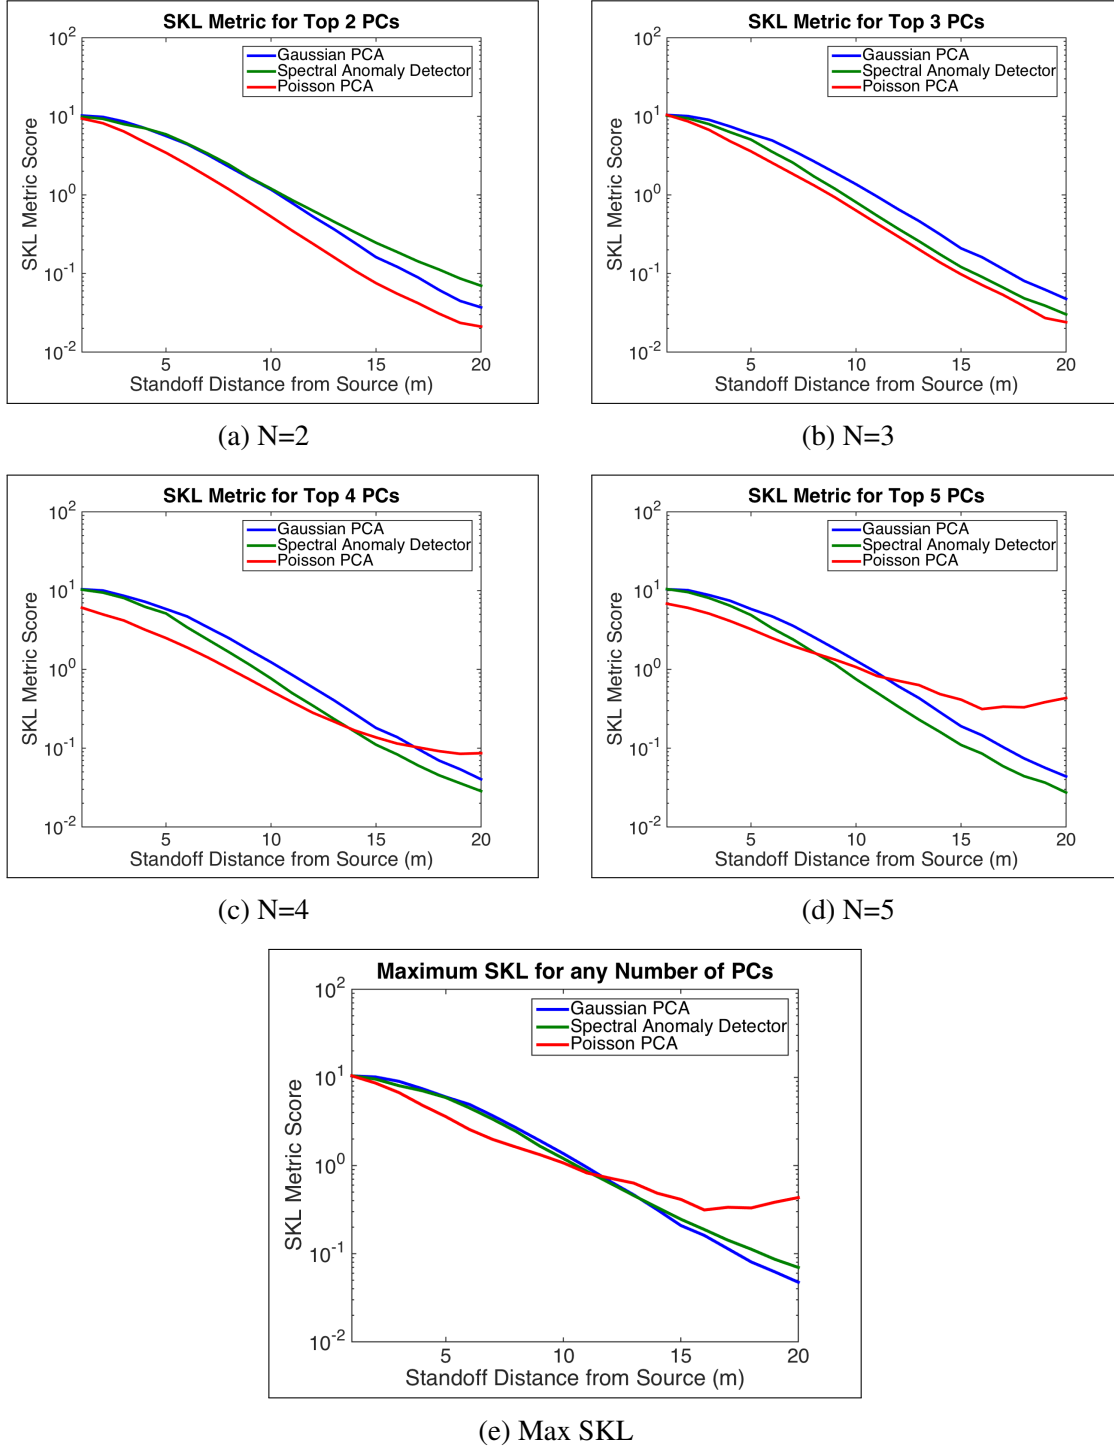 SKL Metric for Top 2 PCs
10^2
10^1
10^0
10^-1
10^-2
SKL Metric Score
Gaussian PCA
Spectral Anomaly Detector
Poisson PCA
5 10 15 20
Standoff Distance from Source (m)
(a) N=2
SKL Metric for Top 3 PCs
10^2
10^1
10^0
10^-1
10^-2
SKL Metric Score
Gaussian PCA
Spectral Anomaly Detector
Poisson PCA
5 10 15 20
Standoff Distance from Source (m)
(b) N=3
SKL Metric for Top 4 PCs
10^2
10^1
10^0
10^-1
10^-2
SKL Metric Score
Gaussian PCA
Spectral Anomaly Detector
Poisson PCA
5 10 15 20
Standoff Distance from Source (m)
(c) N=4
SKL Metric for Top 5 PCs
10^2
10^1
10^0
10^-1
10^-2
SKL Metric Score
Gaussian PCA
Spectral Anomaly Detector
Poisson PCA
5 10 15 20
Standoff Distance from Source (m)
(d) N=5
Maximum SKL for any Number of PCs
10^2
10^1
10^0
10^-1
10^-2
SKL Metric Score
Gaussian PCA
Spectral Anomaly Detector
Poisson PCA
5 10 15 20
Standoff Distance from Source (m)
(e) Max SKL